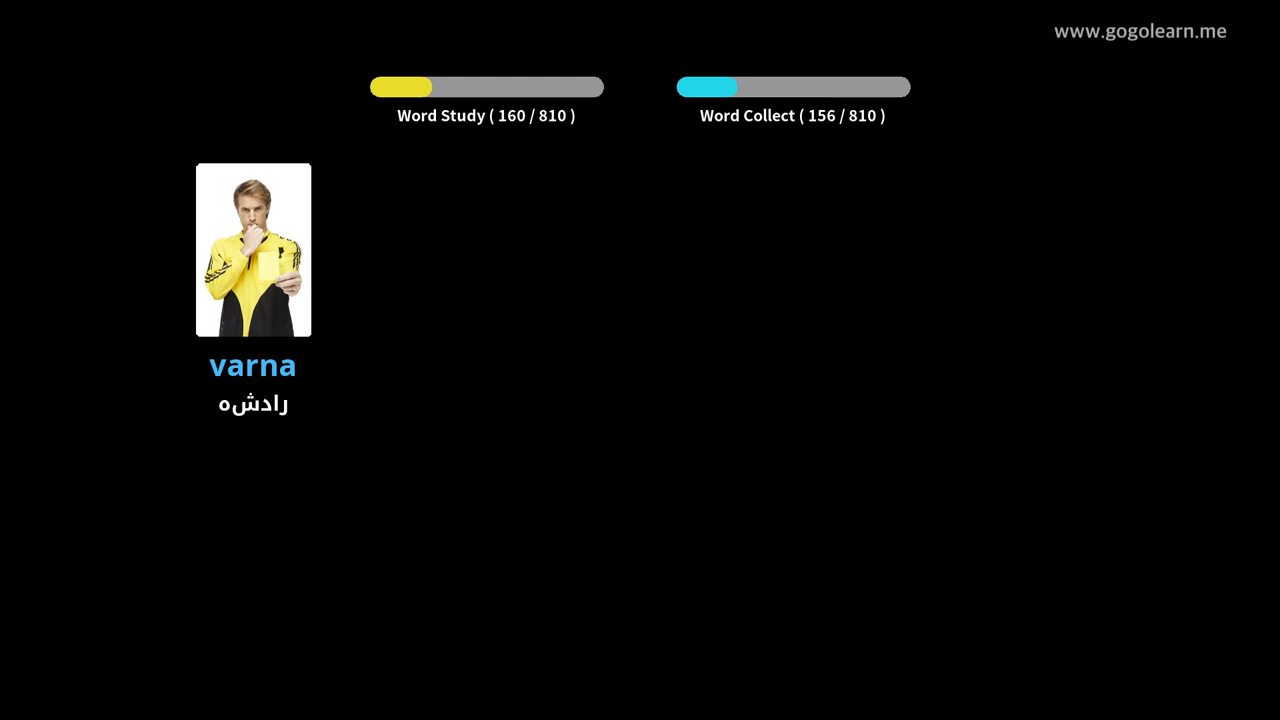 www.gogolearn.me
Word Study ( 160 / 810 )
Word Collect ( 156 / 810 )
varna
رادشه